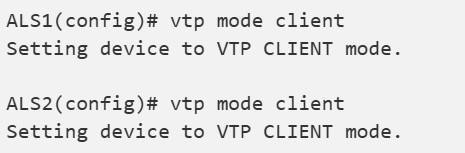 ALS1(config)# vtp mode client
Setting device to VTP CLIENT mode.
ALS2(config)# vtp mode client
Setting device to VTP CLIENT mode.